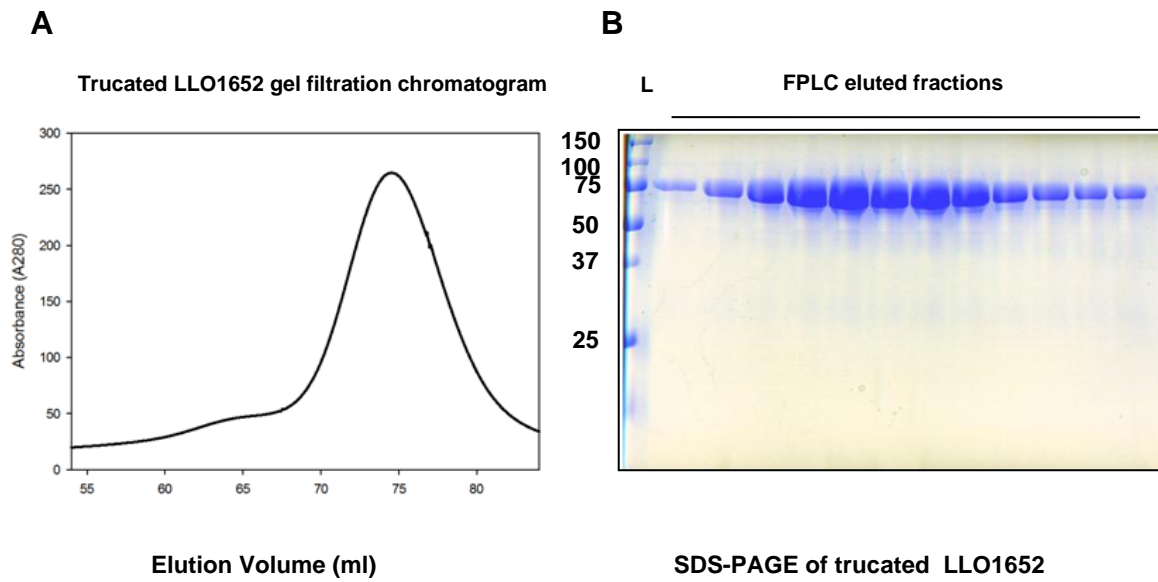 A
Trucated LLO1652 gel filtration chromatogram
300
250
200
150
100
50
0
Absorbance (A280)
55 60 65 70 75 80
Elution Volume (ml)
B
L FPLC eluted fractions
150
100
75
50
37
25
SDS-PAGE of trucated LLO1652